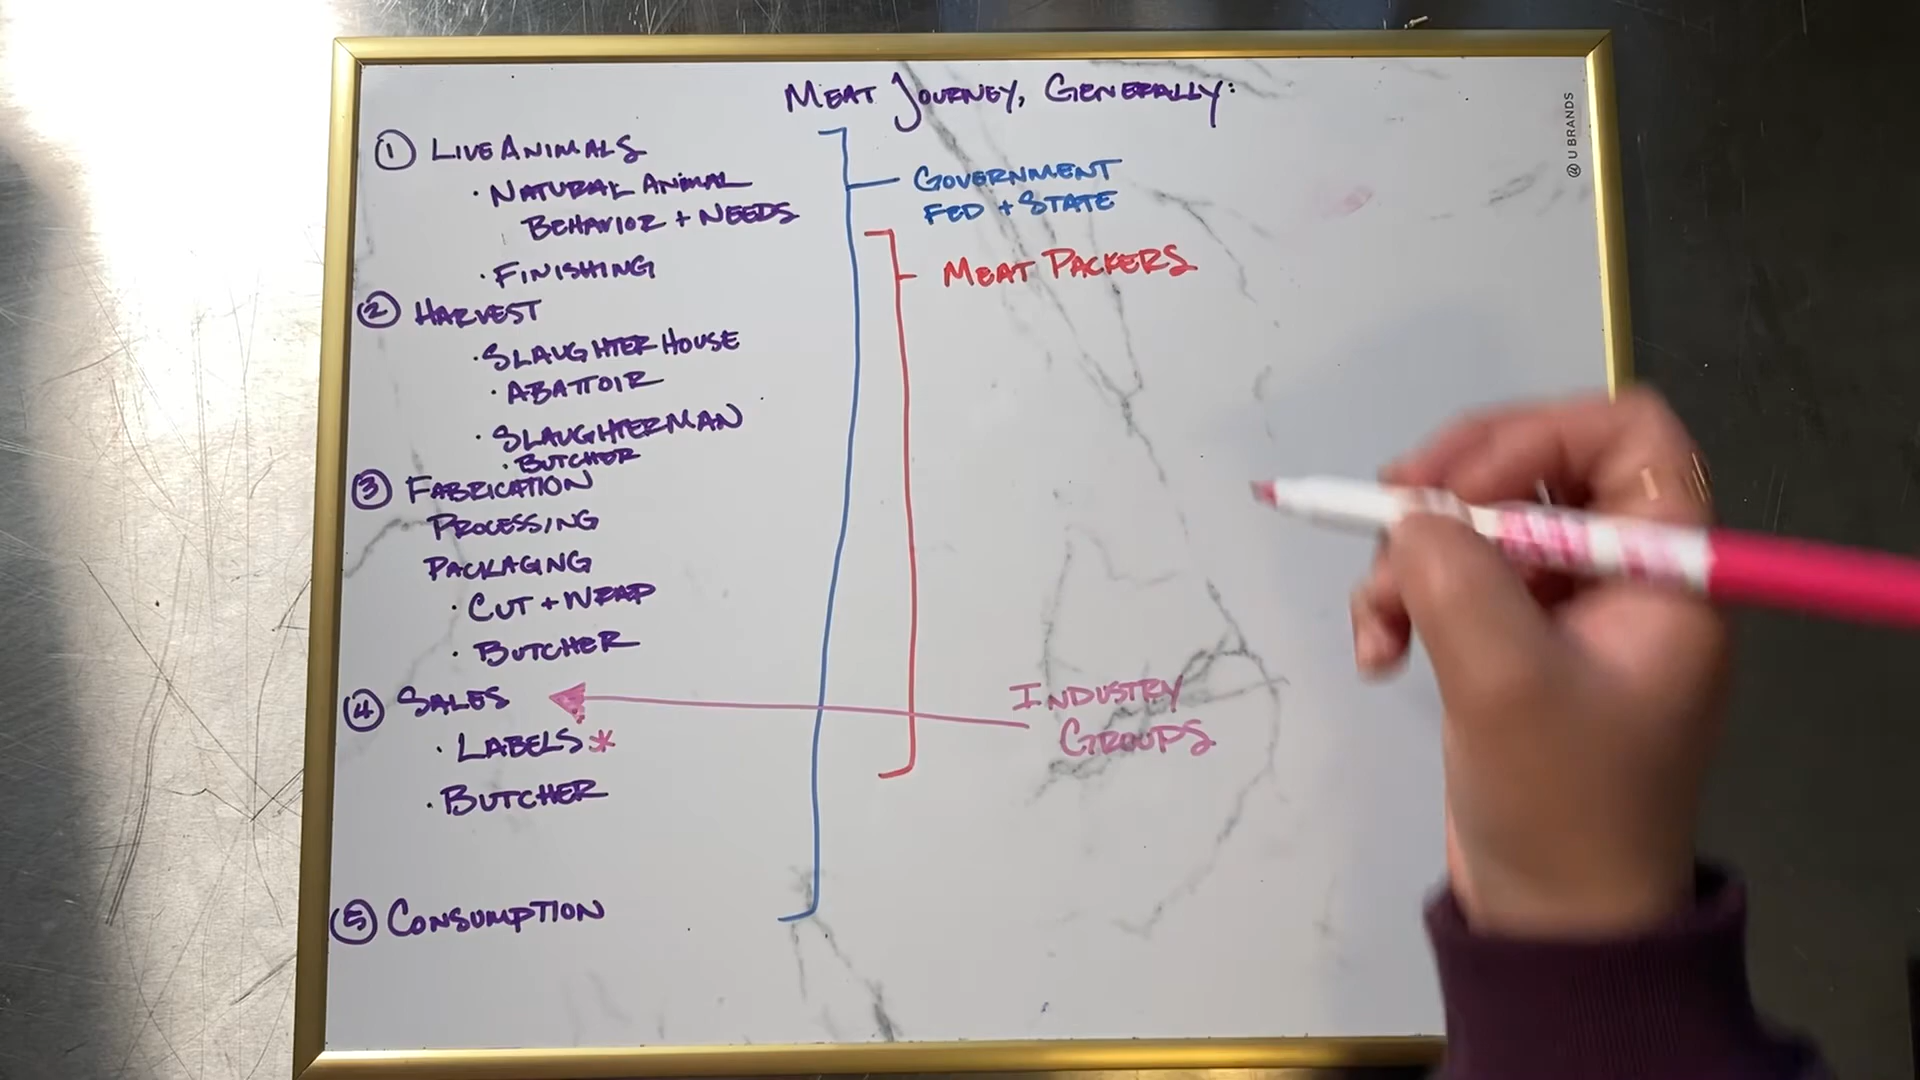 MEAT JOURNEY, GENERALLY:
① LIVE ANIMALS
· NATURAL ANIMAL
BEHAVIOR + NEEDS
· FINISHING
② HARVEST
· SLAUGHTER HOUSE
· ABATTOIR
· SLAUGHTERMAN
· BUTCHER
③ FABRICATION
PROCESSING
PACKAGING
· CUT + WRAP
· BUTCHER
④ SALES
· LABELS *
· BUTCHER
⑤ CONSUMPTION
GOVERNMENT
FED + STATE
MEAT PACKERS
INDUSTRY
GROUPS
U BRANDS